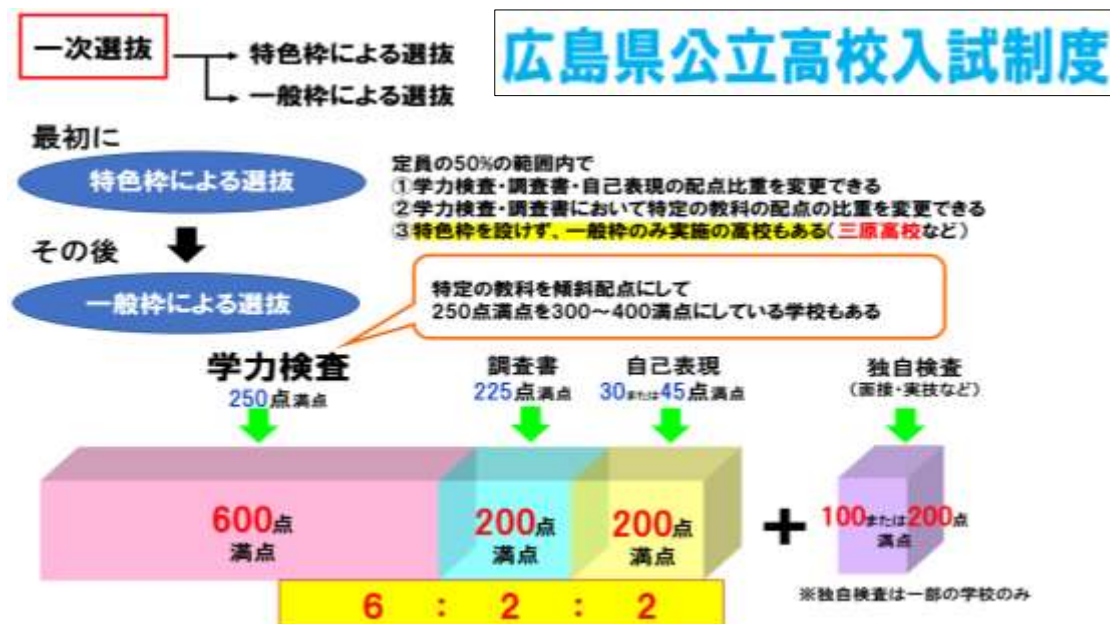 一次選抜
特色枠による選抜
一般枠による選抜
広島県公立高校入試制度
最初に
特色枠による選抜
その後
一般枠による選抜
定員の50%の範囲内で
①学力検査・調査書・自己表現の配点比重を変更できる
②学力検査・調査書において特定の教科の配点の比重を変更できる
③特色枠を設けず、一般枠のみ実施の高校もある(三原高校など)
特定の教科を傾斜配点にして
250点満点を300～400満点にしている学校もある
学力検査
250点満点
調査書
225点満点
自己表現
30または45点満点
独自検査
(面接・実技など)
600点
満点
200点
満点
200点
満点
+
100または200点
満点
6 : 2 : 2
※独自検査は一部の学校のみ